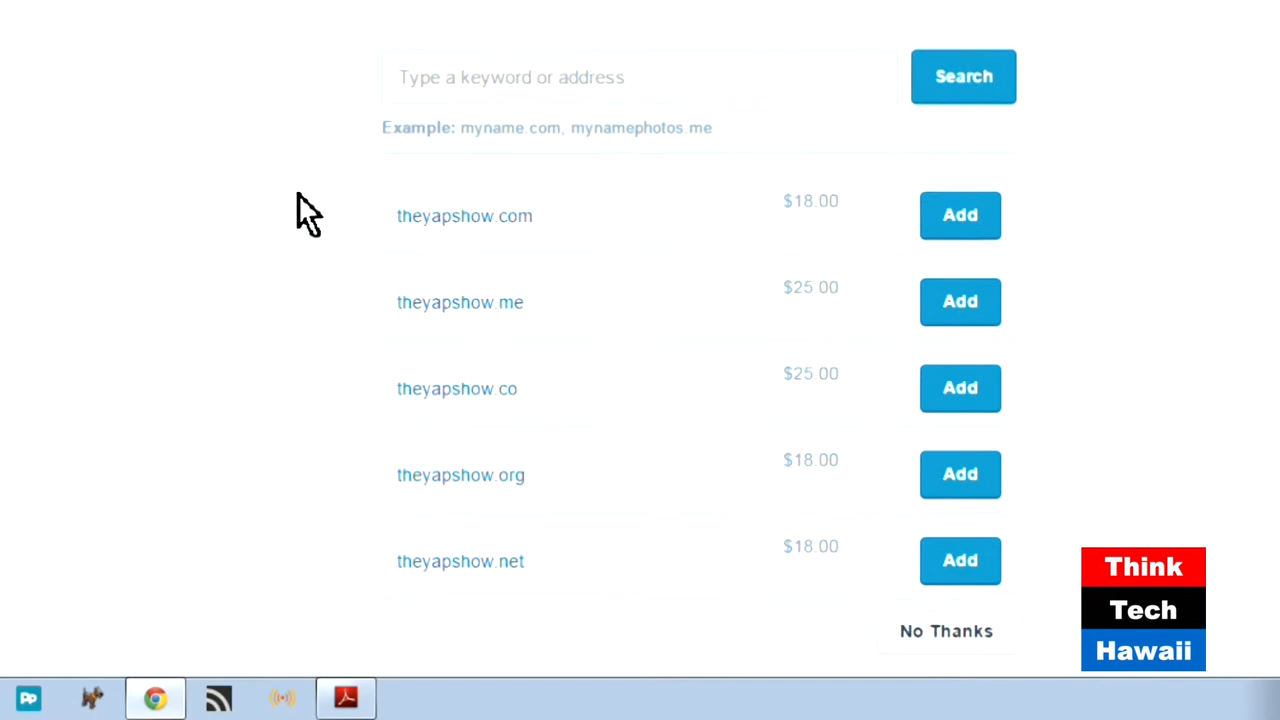 Type a keyword or address
Search
Example: myname.com, mynamephotos.me
theyapshow.com
$18.00
Add
theyapshow.me
$25.00
Add
theyapshow.co
$25.00
Add
theyapshow.org
$18.00
Add
theyapshow.net
$18.00
Add
No Thanks
Think
Tech
Hawaii
Pp